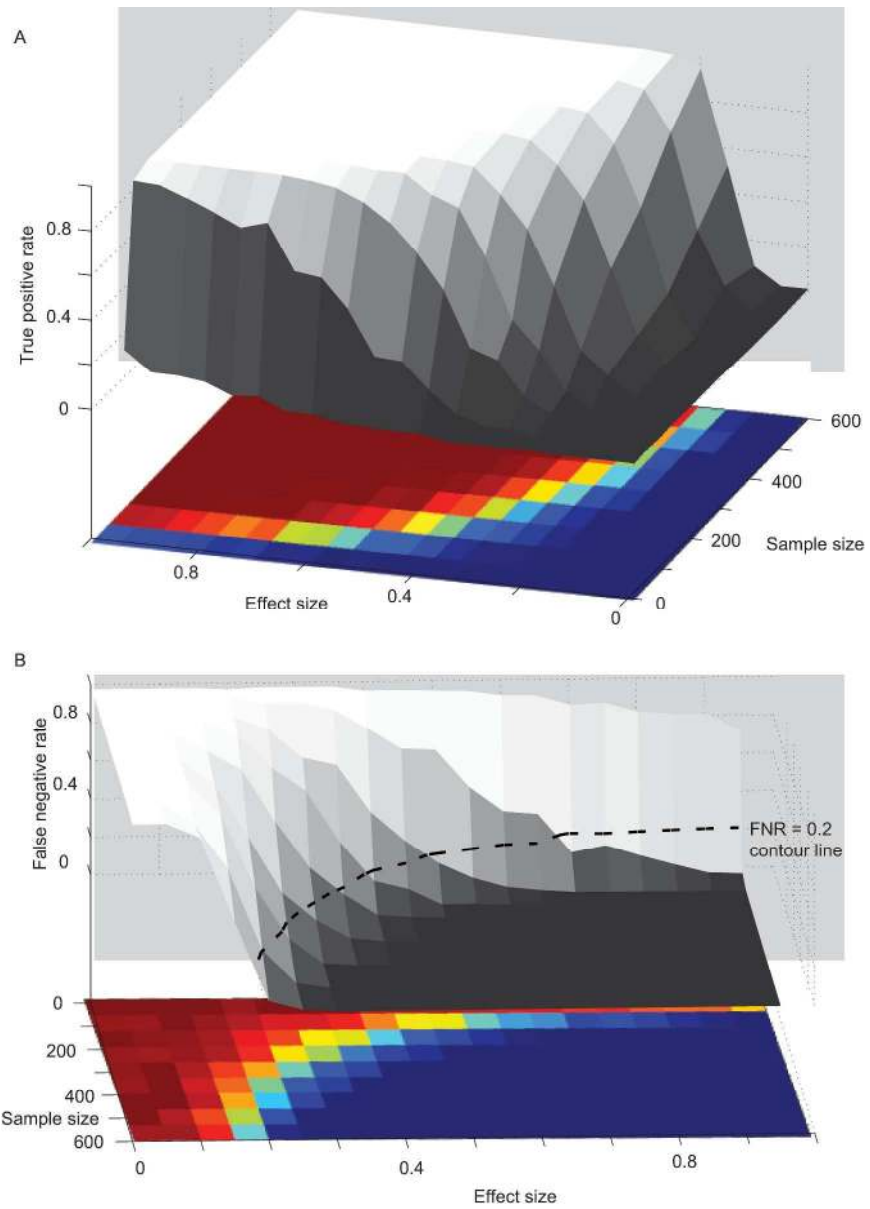 A
0.8
0.4
0
True positive rate
600
400
200
0
Sample size
0.8
0.4
0
Effect size
B
0.8
0.4
0
False negative rate
FNR = 0.2
contour line
0
200
400
600
Sample size
0
0.4
0.8
Effect size